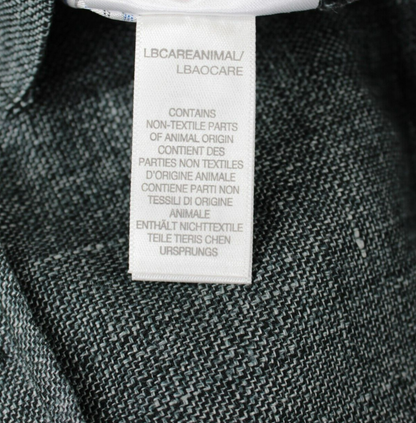 LBCAREANIMAL/
LBAOCARE
CONTAINS
NON-TEXTILE PARTS
OF ANIMAL ORIGIN
CONTIENT DES
PARTIES NON TEXTILES
D'ORIGINE ANIMALE
CONTIENE PARTI NON
TESSILI DI ORIGINE
ANIMALE
ENTHÄLT NICHTTEXTILE
TEILE TIERIS CHEN
URSPRUNGS